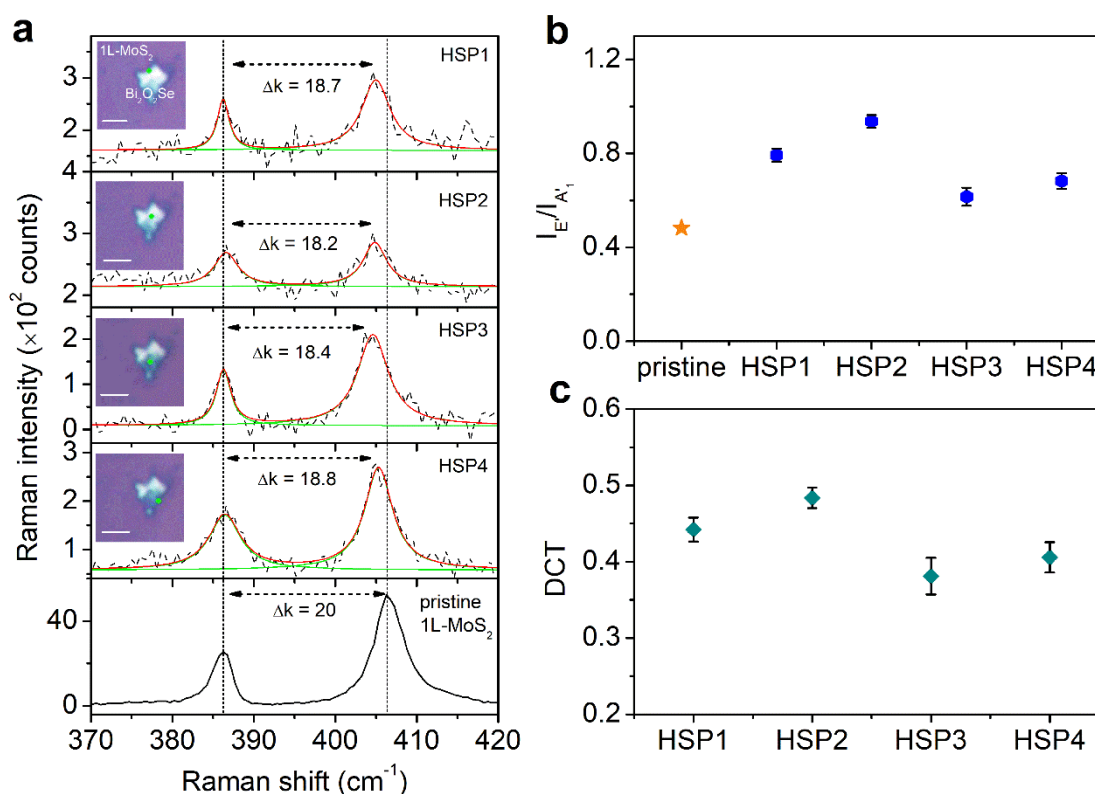 a
Raman intensity (×10² counts)
1L-MoS₂
Bi₂O₂Se
HSP1
Δk = 18.7
3
2
4
HSP2
Δk = 18.2
3
2
HSP3
Δk = 18.4
2
1
0
3
HSP4
Δk = 18.8
2
1
pristine
1L-MoS₂
Δk = 20
40
0
370 380 390 400 410 420
Raman shift (cm⁻¹)
b
I_E'/I_A'₁
1.2
0.8
0.4
0.0
pristine HSP1 HSP2 HSP3 HSP4
c
DCT
0.6
0.5
0.4
0.3
0.2
HSP1 HSP2 HSP3 HSP4